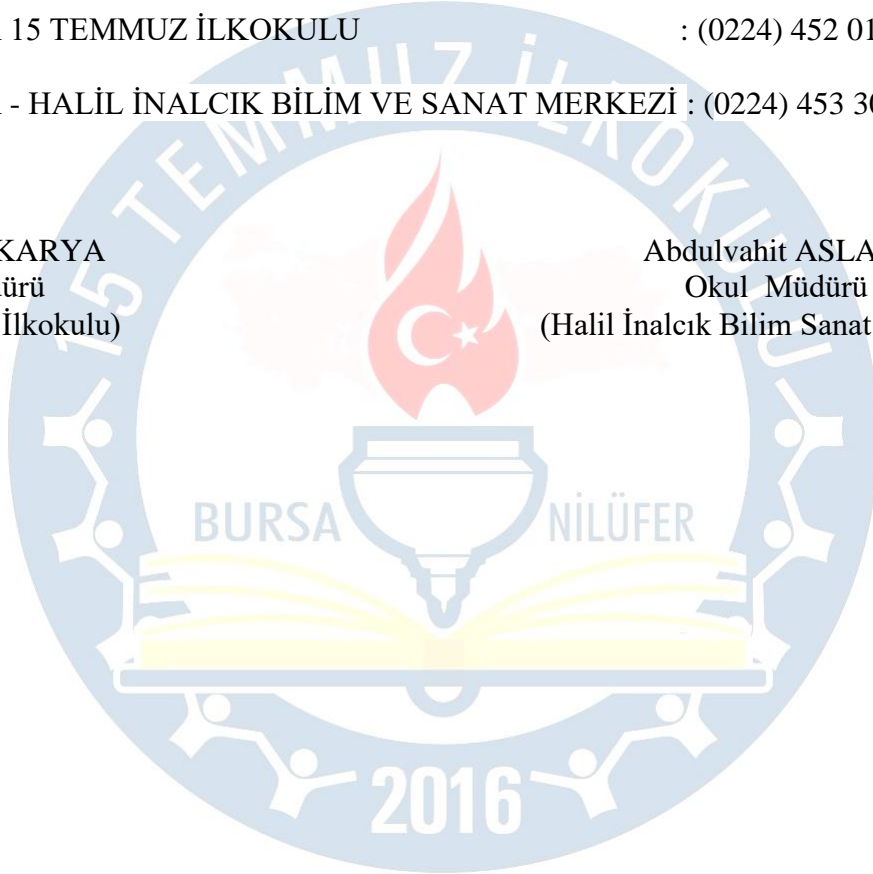 15 TEMMUZ İLKOKULU : (0224) 452 01
- HALİL İNALCIK BİLİM VE SANAT MERKEZİ : (0224) 453 30
KARYA Abdulvahit ASLA
ürü Okul Müdürü
İlkokulu) (Halil İnalcık Bilim Sanat
15 TEMMUZ İLKOKULU
BURSA NİLÜFER
2016